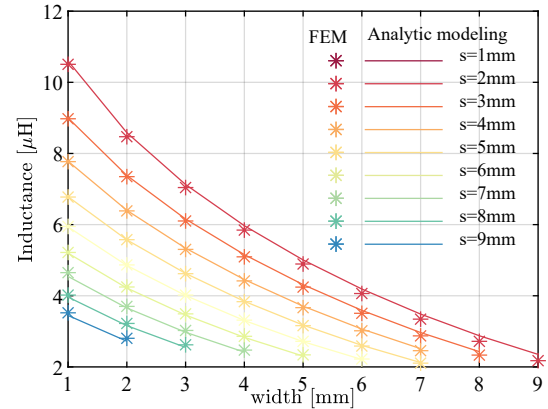 12
10
8
6
4
2
Inductance [μH]
FEM Analytic modeling
s=1mm
s=2mm
s=3mm
s=4mm
s=5mm
s=6mm
s=7mm
s=8mm
s=9mm
1 2 3 4 5 6 7 8 9
width [mm]